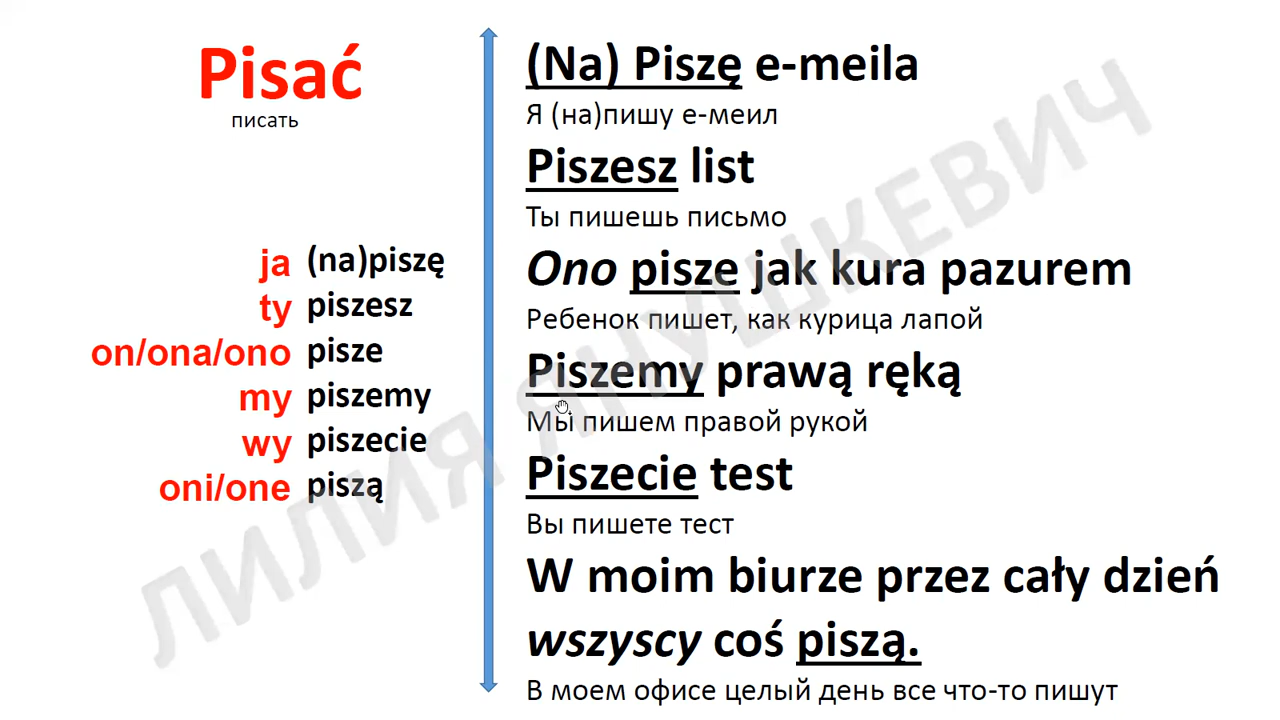 Pisać
писать
ja (na)piszę
ty piszesz
on/ona/ono pisze
my piszemy
wy piszecie
oni/one piszą
(Na) Piszę e-meila
Я (на)пишу е-меил
Piszesz list
Ты пишешь письмо
Ono pisze jak kura pazurem
Ребенок пишет, как курица лапой
Piszemy prawą ręką
Мы пишем правой рукой
Piszecie test
Вы пишете тест
W moim biurze przez cały dzień
wszyscy coś piszą.
В моем офисе целый день все что-то пишут
ЛИЛИЯ ЯНУШКЕВИЧ